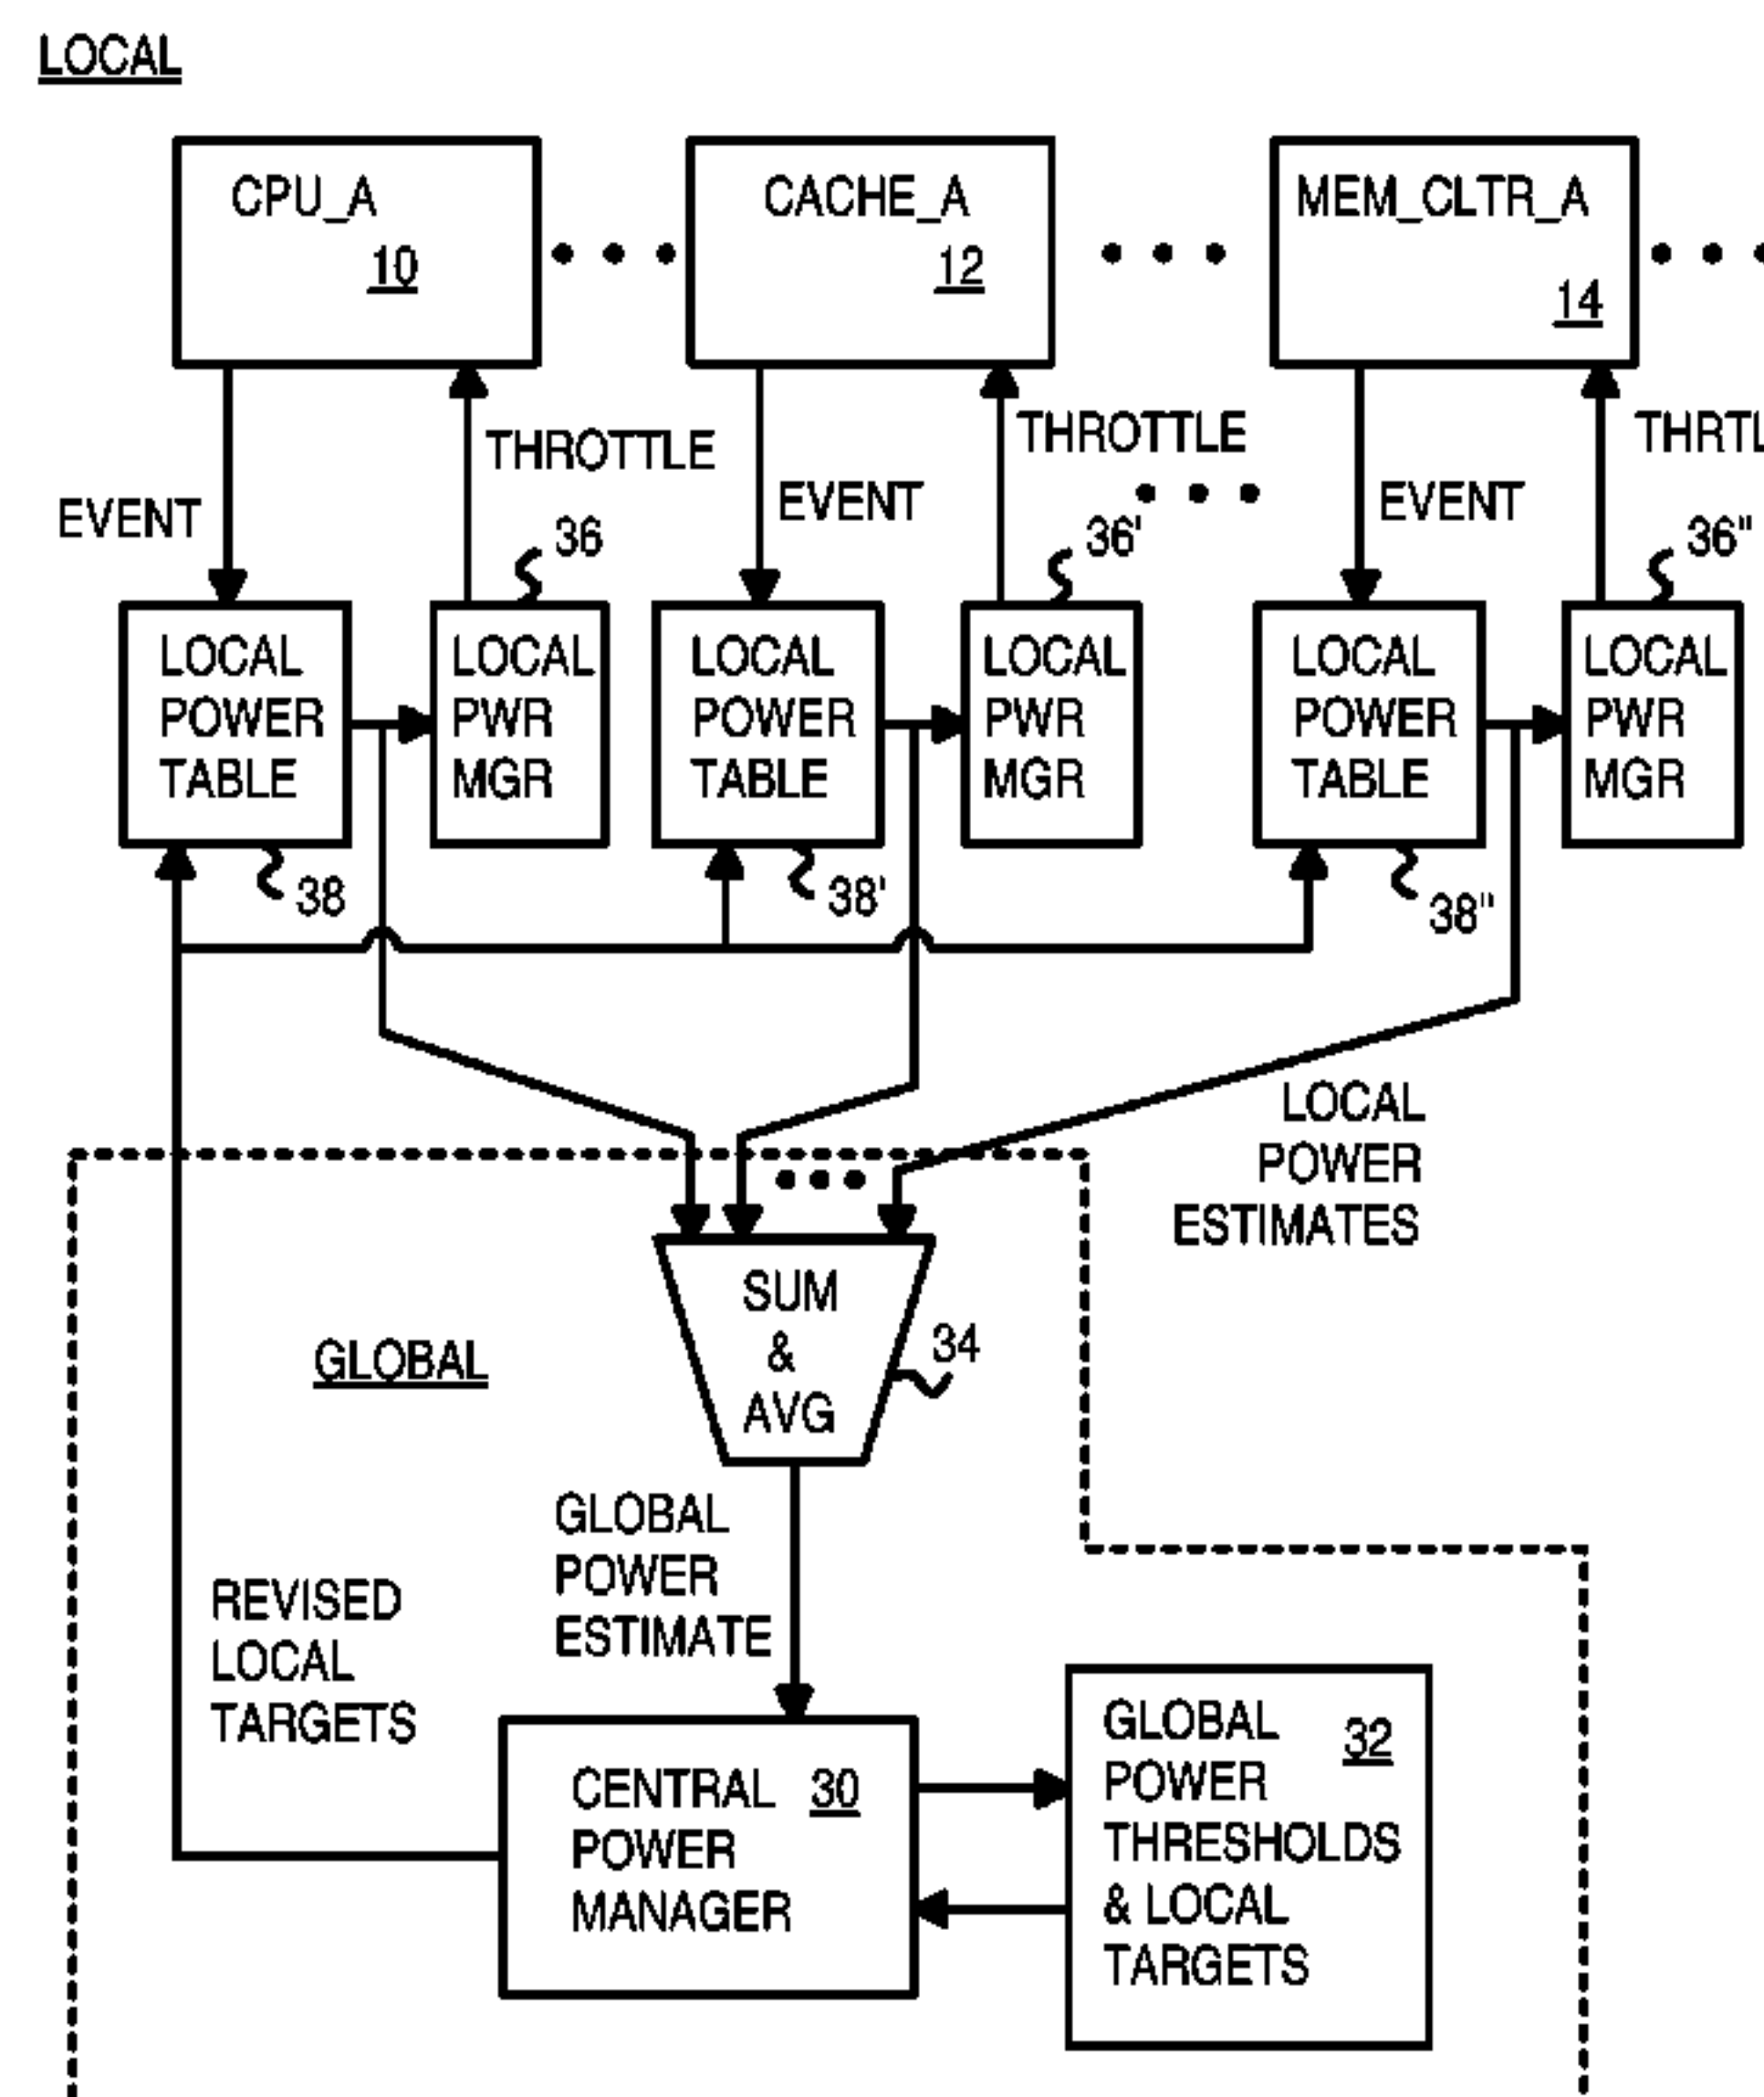 LOCAL
CPU_A
10
CACHE_A
12
MEM_CLTR_A
14
EVENT
THROTTLE
36
EVENT
THROTTLE
36'
EVENT
THRTL
36"
LOCAL
POWER
TABLE
38
LOCAL
PWR
MGR
LOCAL
POWER
TABLE
38'
LOCAL
PWR
MGR
LOCAL
POWER
TABLE
38"
LOCAL
PWR
MGR
LOCAL
POWER
ESTIMATES
GLOBAL
SUM
&
AVG
34
GLOBAL
POWER
ESTIMATE
REVISED
LOCAL
TARGETS
CENTRAL 30
POWER
MANAGER
GLOBAL 32
POWER
THRESHOLDS
& LOCAL
TARGETS